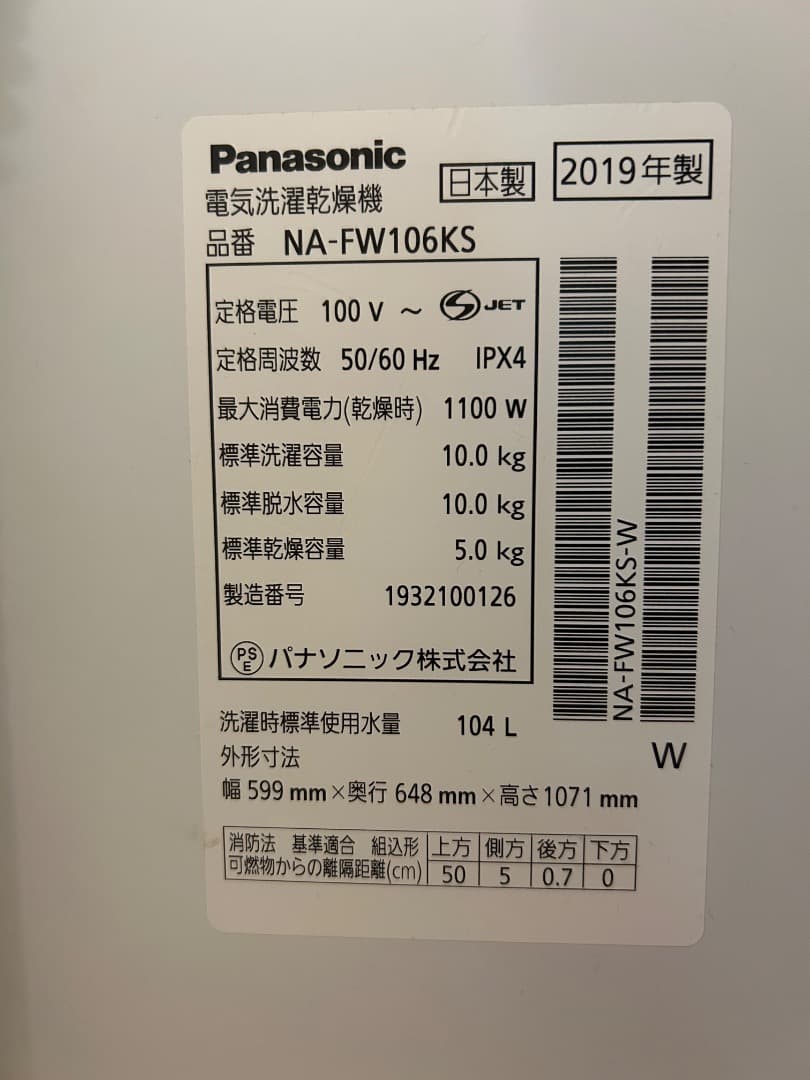 Panasonic
電気洗濯乾燥機
日本製
2019年製
品番 NA-FW106KS
定格電圧 100 V ～ JET
定格周波数 50/60 Hz IPX4
最大消費電力(乾燥時) 1100 W
標準洗濯容量 10.0 kg
標準脱水容量 10.0 kg
標準乾燥容量 5.0 kg
製造番号 1932100126
PSE パナソニック株式会社
NA-FW106KS-W
洗濯時標準使用水量 104 L
外形寸法
W
幅 599 mm×奥行 648 mm×高さ1071 mm
消防法 基準適合 組込形 上方 側方 後方 下方
可燃物からの離隔距離(cm) 50 5 0.7 0